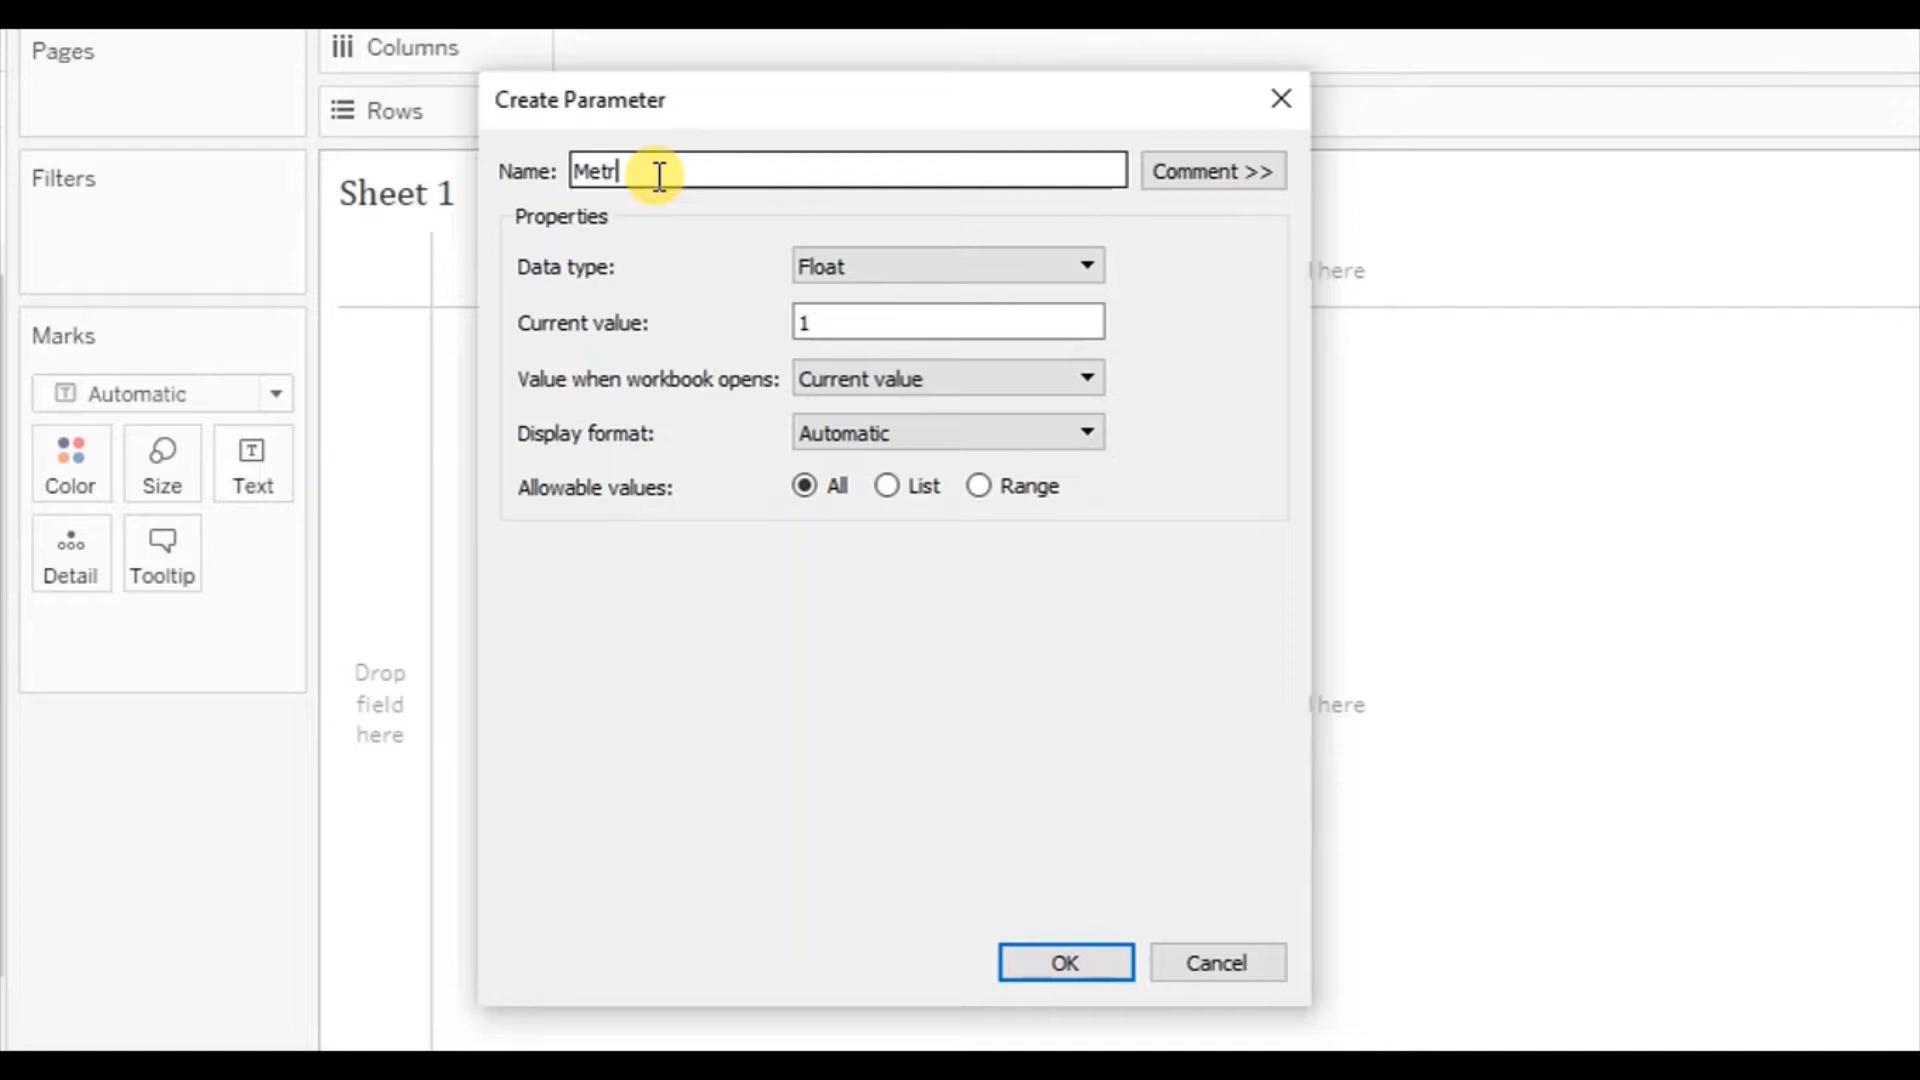 Pages
Columns
Rows
Filters
Marks
Automatic
Color
Size
Text
Detail
Tooltip
Sheet 1
Drop
field
here
here
here
Create Parameter
Name: Metr
Comment >>
Properties
Data type: Float
Current value: 1
Value when workbook opens: Current value
Display format: Automatic
Allowable values: All List Range
OK
Cancel